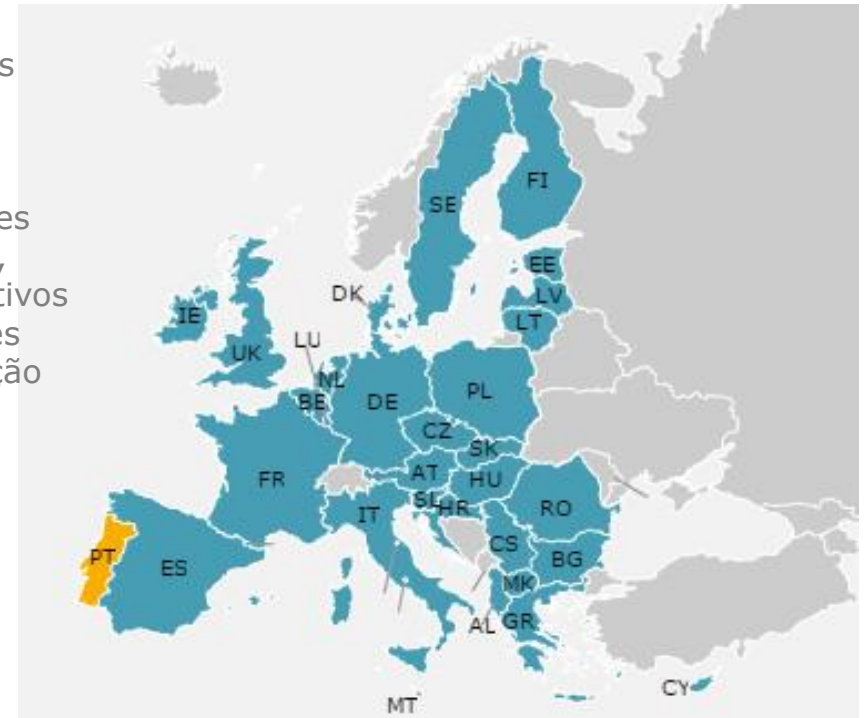 s
es
,
tivos
es
ção
SE
FI
EE
LV
LT
DK
IE
UK
LU
NL
BE
DE
PL
CZ
SK
FR
AT
HU
SL
HR
RO
IT
CS
BG
PT
ES
MK
AL
GR
CY
MT